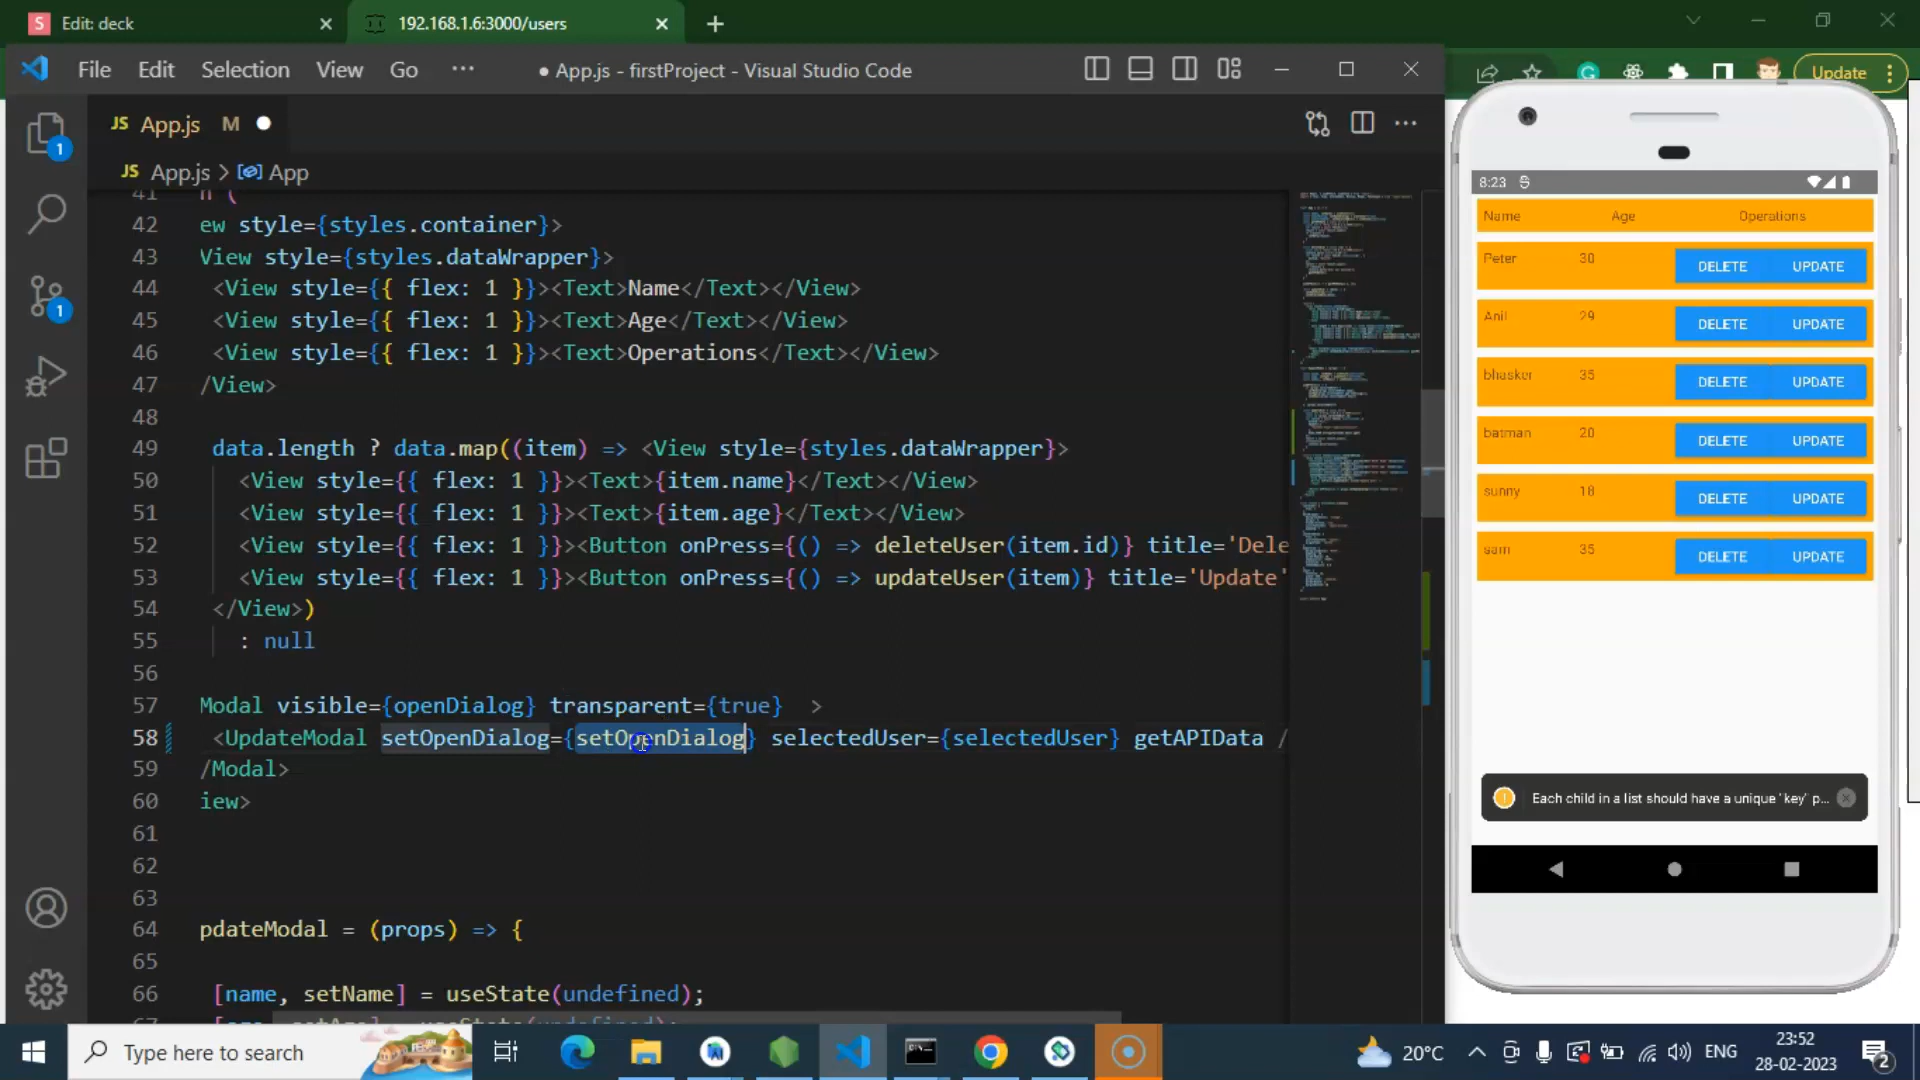 Edit: deck
192.168.1.6:3000/users
File Edit Selection View Go ··· ● App.js - firstProject - Visual Studio Code
Update
JS App.js M
JS App.js > App
41 n (
42 ew style={styles.container}>
43 View style={styles.dataWrapper}>
44 <View style={{ flex: 1 }}><Text>Name</Text></View>
45 <View style={{ flex: 1 }}><Text>Age</Text></View>
46 <View style={{ flex: 1 }}><Text>Operations</Text></View>
47 /View>
48
49 data.length ? data.map((item) => <View style={styles.dataWrapper}>
50 <View style={{ flex: 1 }}><Text>{item.name}</Text></View>
51 <View style={{ flex: 1 }}><Text>{item.age}</Text></View>
52 <View style={{ flex: 1 }}><Button onPress={() => deleteUser(item.id)} title='Dele
53 <View style={{ flex: 1 }}><Button onPress={() => updateUser(item)} title='Update'
54 </View>)
55 : null
56
57 Modal visible={openDialog} transparent={true} >
58 <UpdateModal setOpenDialog={setOpenDialog} selectedUser={selectedUser} getAPIData /
59 /Modal>
60 iew>
61
62
63
64 pdateModal = (props) => {
65
66 [name, setName] = useState(undefined);
1
1
8:23
Name Age Operations
Peter 30 DELETE UPDATE
Anil 29 DELETE UPDATE
bhasker 35 DELETE UPDATE
batman 20 DELETE UPDATE
sunny 18 DELETE UPDATE
sam 35 DELETE UPDATE
Each child in a list should have a unique "key" p...
Type here to search
20°C
ENG
23:52
28-02-2023
2